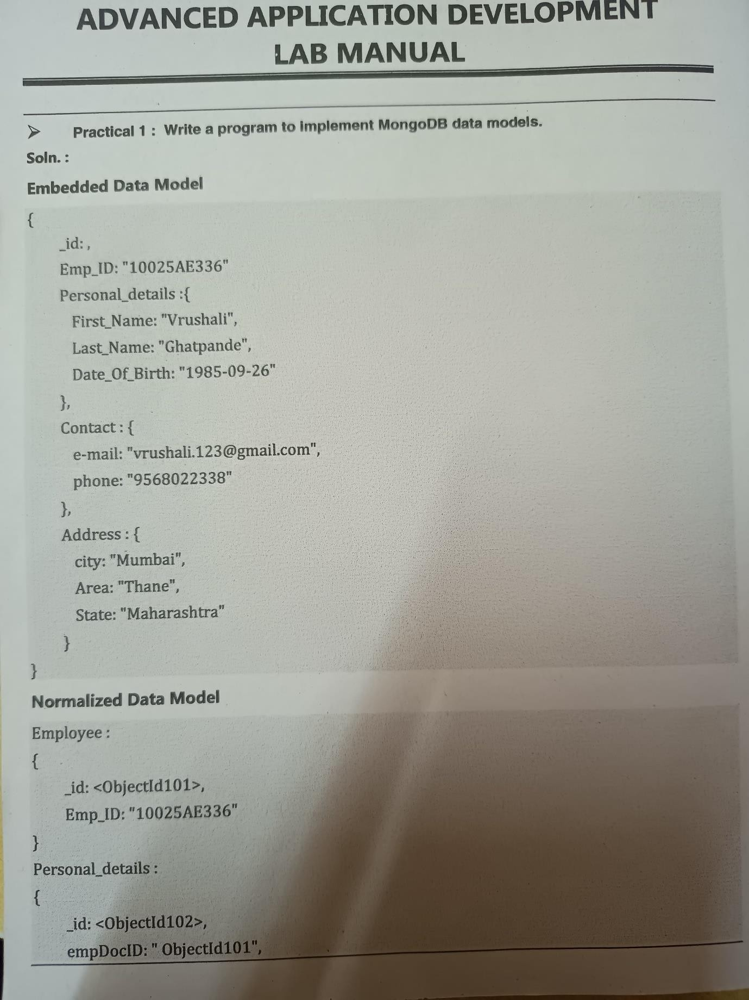 ADVANCED APPLICATION DEVELOPMENT
LAB MANUAL
➢ Practical 1 : Write a program to implement MongoDB data models.
Soln. :
Embedded Data Model
{
_id: ,
Emp_ID: "10025AE336"
Personal_details :{
First_Name: "Vrushali",
Last_Name: "Ghatpande",
Date_Of_Birth: "1985-09-26"
},
Contact : {
e-mail: "vrushali.123@gmail.com",
phone: "9568022338"
},
Address : {
city: "Mumbai",
Area: "Thane",
State: "Maharashtra"
}
}
Normalized Data Model
Employee :
{
_id: <ObjectId101>,
Emp_ID: "10025AE336"
}
Personal_details :
{
_id: <ObjectId102>,
empDocID: " ObjectId101",